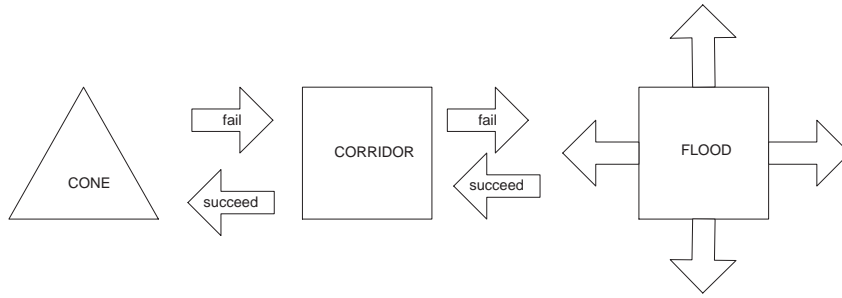 fail
fail
CONE
CORRIDOR
FLOOD
succeed
succeed